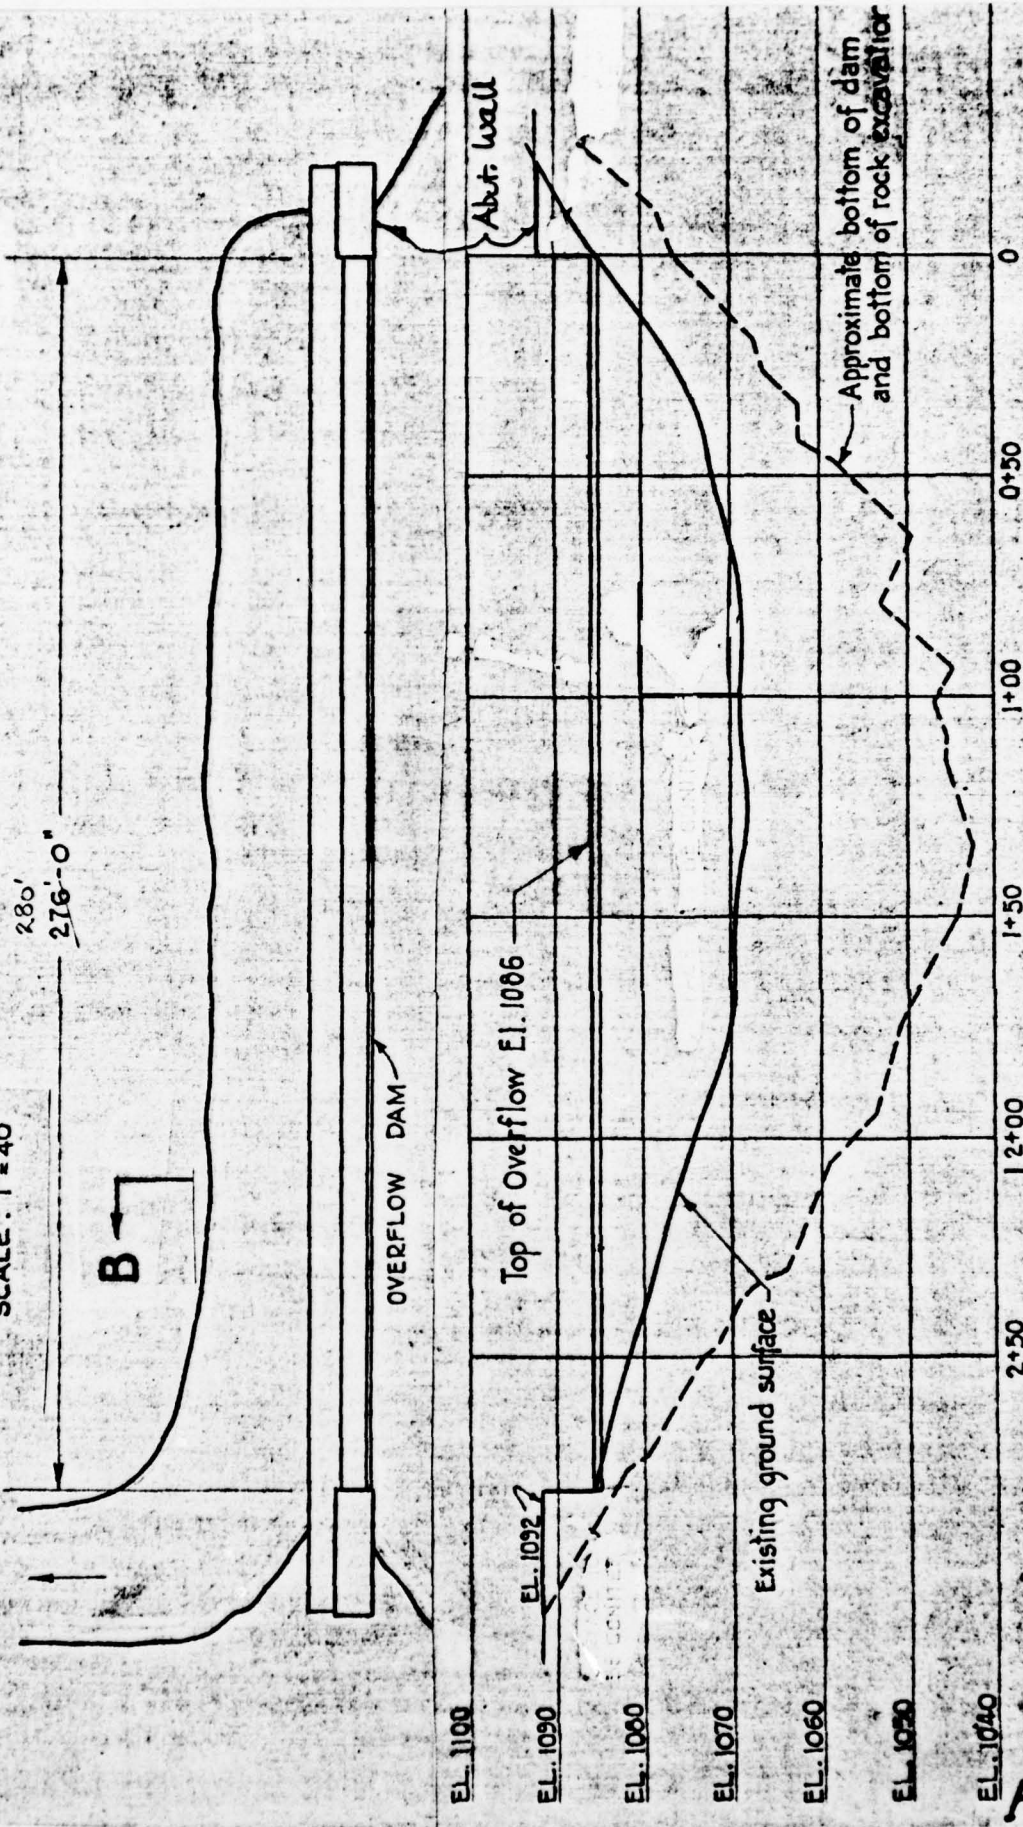 SCALE: 1"=40'
280'
276'-0"
B
OVERFLOW DAM
Abut. Wall
Top of Overflow El. 1086
EL. 1092
Existing ground surface
Approximate bottom of dam
and bottom of rock excavation
EL. 1100
EL. 1090
EL. 1080
EL. 1070
EL. 1060
EL. 1050
EL. 1040
2+50
2+00
1+50
1+00
0+50
0